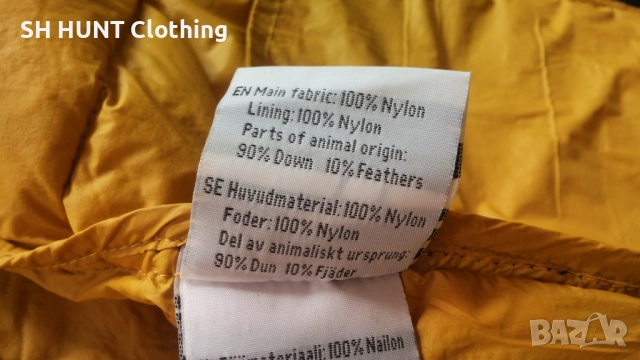 SH HUNT Clothing
EN Main fabric: 100% Nylon
Lining: 100% Nylon
Parts of animal origin:
90% Down 10% Feathers
SE Huvudmaterial: 100% Nylon
Foder: 100% Nylon
Del av animaliskt ursprung:
90% Dun 10% Fjäder
100% Nailon
BAZAR